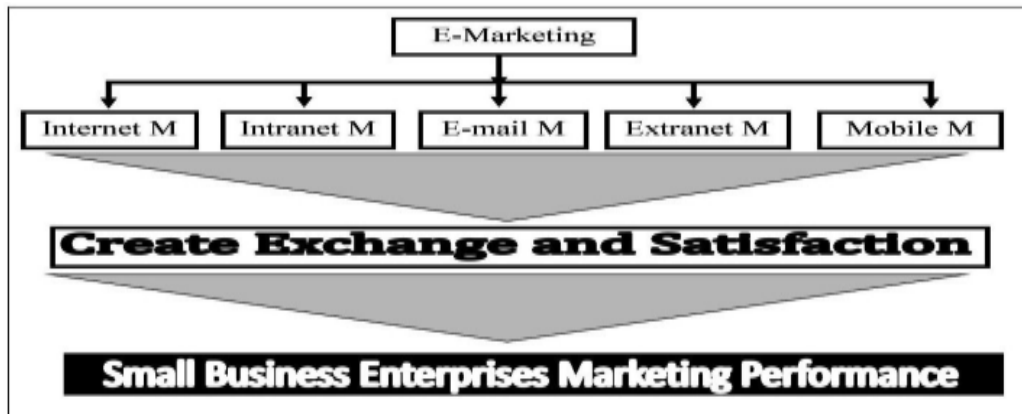 E-Marketing
Internet M
Intranet M
E-mail M
Extranet M
Mobile M
Create Exchange and Satisfaction
Small Business Enterprises Marketing Performance